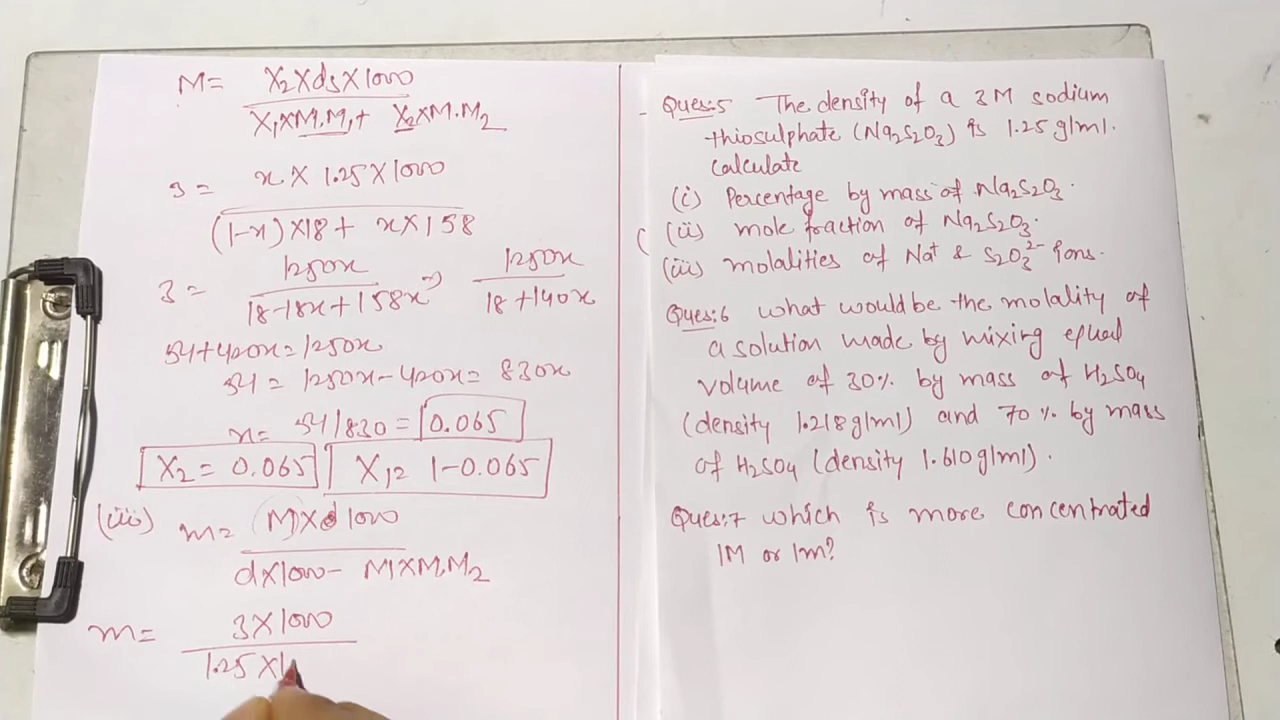 M = X₂ X ds X 1000
X₁ X M.M₁ + X₂ X M.M₂
3 = x X 1.25 X 1000
(1-x) X 18 + x X 158
3 = 1250x / 18-18x+158x ⇒ 1250x / 18+140x
54+420x = 1250x
54 = 1250x - 420x = 830x
x = 54/830 = 0.065
X₂ = 0.065 X₁ = 1-0.065
(iii) m = M X 1000
d X 1000 - M X M.M₂
m = 3 X 1000
1.25 X 1
Ques:5 The density of a 3M sodium
thiosulphate (Na₂S₂O₃) is 1.25 g/ml.
calculate
(i) Percentage by mass of Na₂S₂O₃.
(ii) mole fraction of Na₂S₂O₃.
(iii) molalities of Na⁺ & S₂O₃²⁻ ions.
Ques:6 what would be the molality of
a solution made by mixing equal
volume of 30% by mass of H₂SO₄
(density 1.218g/ml) and 70% by mass
of H₂SO₄ (density 1.610g/ml).
Ques:7 which is more concentrated
1M or 1m?